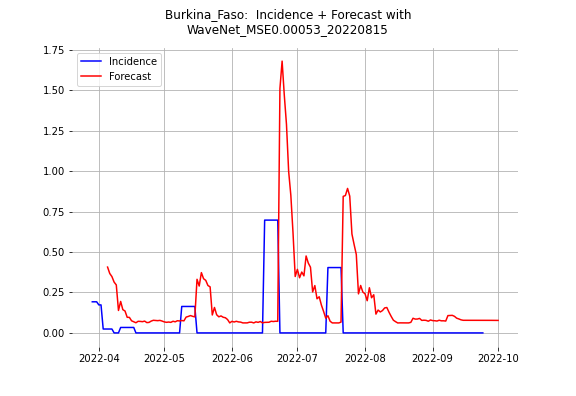 Burkina_Faso:  Incidence + Forecast with
WaveNet_MSE0.00053_20220815
Incidence
Forecast
1.75
1.50
1.25
1.00
0.75
0.50
0.25
0.00
2022-04 2022-05 2022-06 2022-07 2022-08 2022-09 2022-10